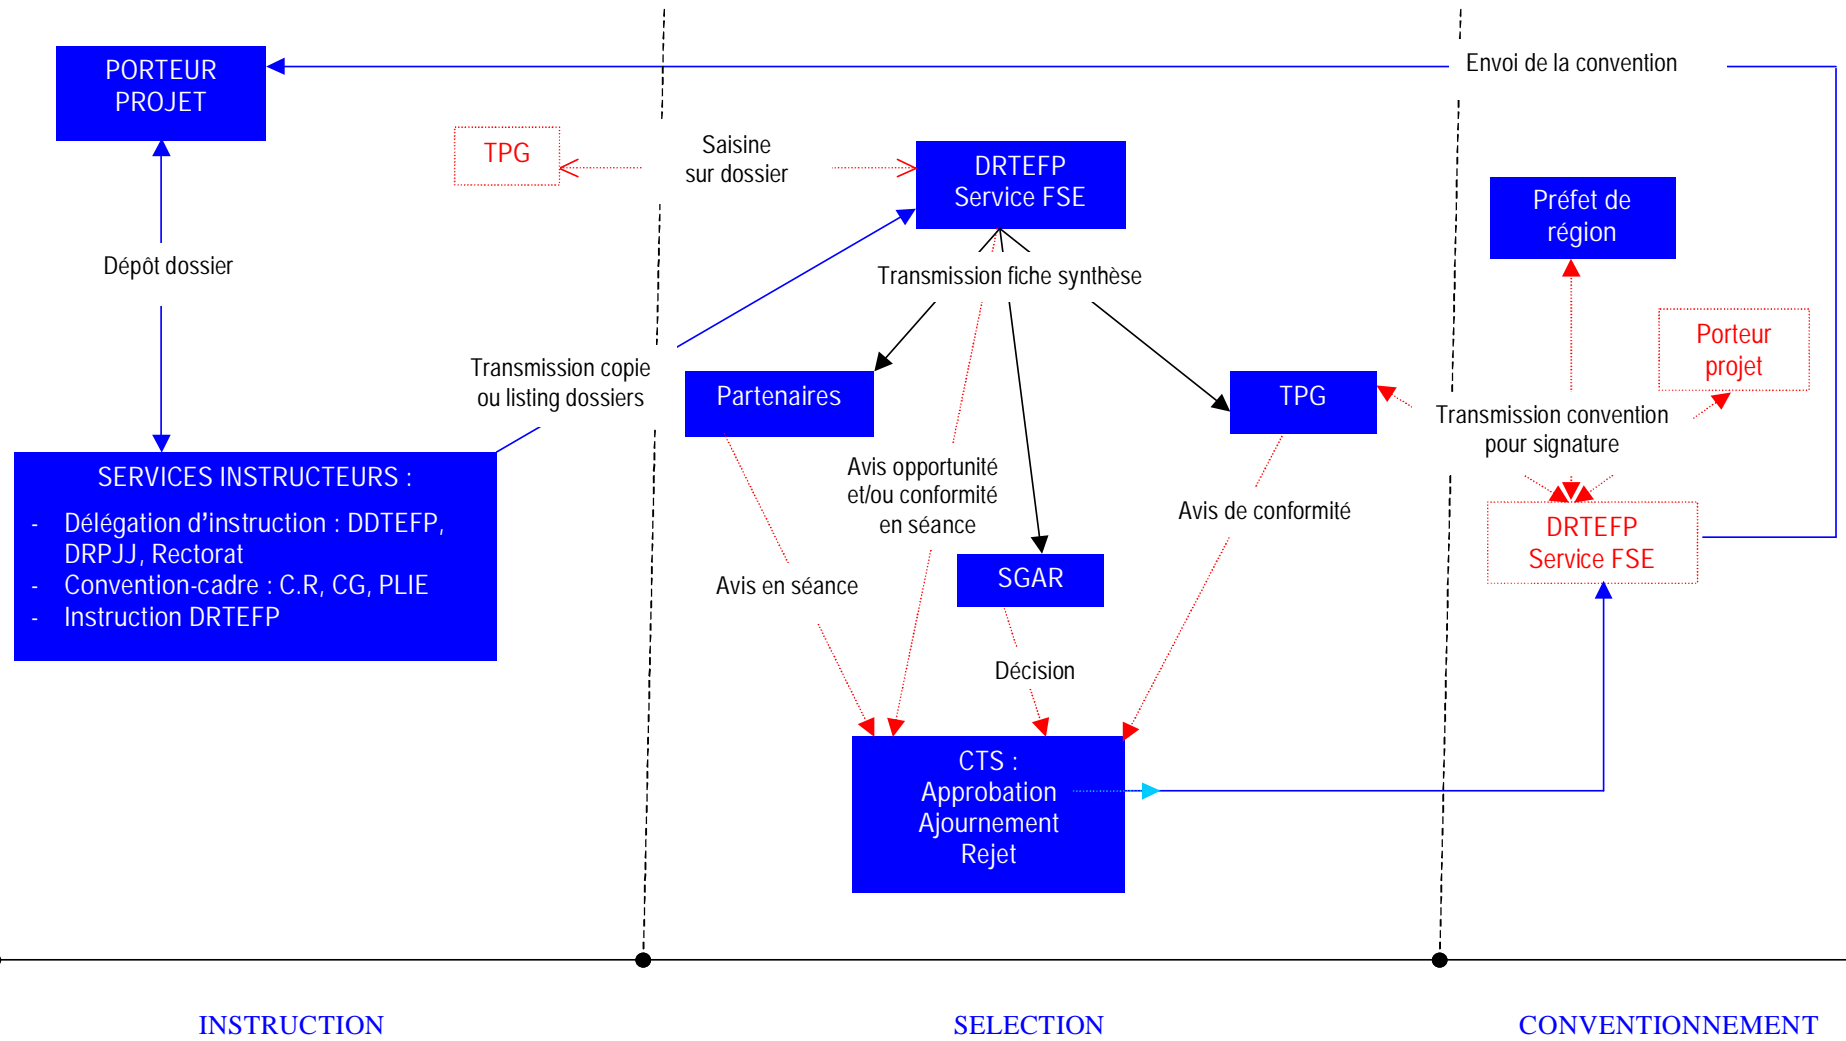 PORTEUR
PROJET
Envoi de la convention
TPG
Saisine
sur dossier
DRTEFP
Service FSE
Préfet de
région
Dépôt dossier
Transmission fiche synthèse
Porteur
projet
Transmission copie
ou listing dossiers
Partenaires
TPG
Transmission convention
pour signature
SERVICES INSTRUCTEURS :
- Délégation d'instruction : DDTEFP,
DRPJJ, Rectorat
- Convention-cadre : C.R, CG, PLIE
- Instruction DRTEFP
Avis opportunité
et/ou conformité
en séance
Avis de conformité
DRTEFP
Service FSE
Avis en séance
SGAR
Décision
CTS :
Approbation
Ajournement
Rejet
INSTRUCTION
SELECTION
CONVENTIONNEMENT